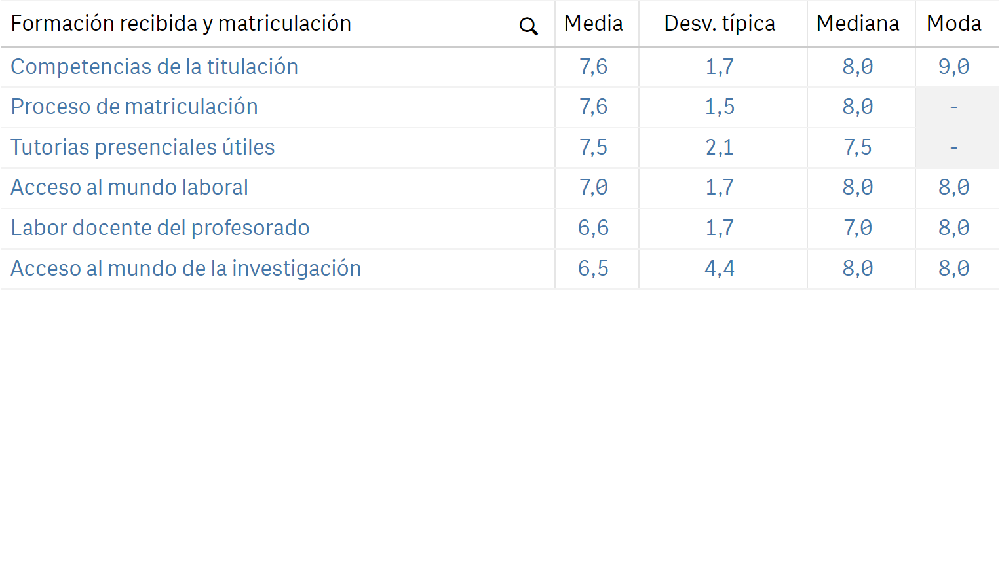 Formación recibida y matriculación Media Desv. típica Mediana Moda
Competencias de la titulación 7,6 1,7 8,0 9,0
Proceso de matriculación 7,6 1,5 8,0 -
Tutorias presenciales útiles 7,5 2,1 7,5 -
Acceso al mundo laboral 7,0 1,7 8,0 8,0
Labor docente del profesorado 6,6 1,7 7,0 8,0
Acceso al mundo de la investigación 6,5 4,4 8,0 8,0